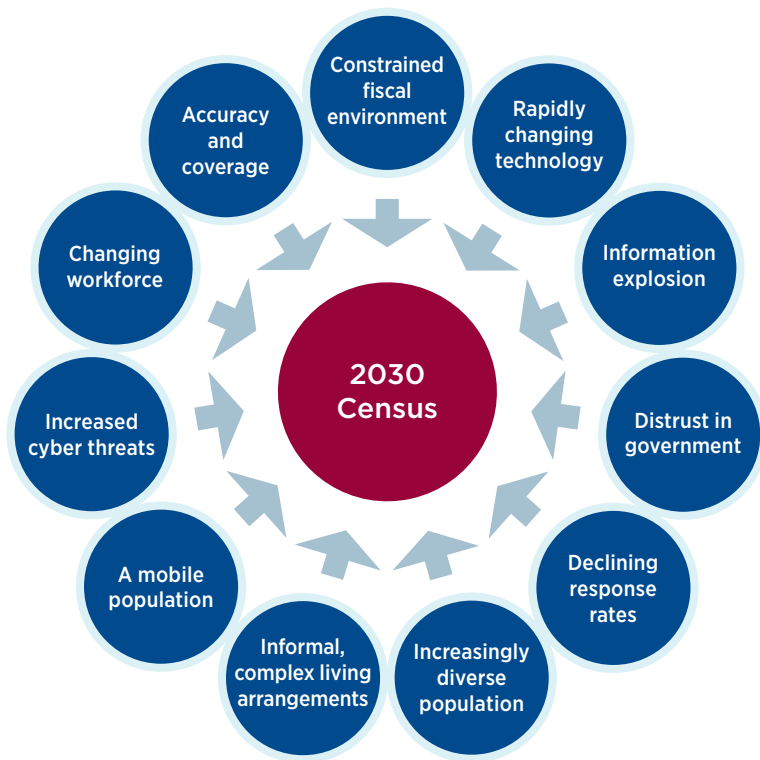 Constrained
fiscal
environment
Rapidly
changing
technology
Information
explosion
Distrust in
government
Declining
response
rates
Increasingly
diverse
population
Informal,
complex living
arrangements
A mobile
population
Increased
cyber threats
Changing
workforce
Accuracy
and
coverage
2030
Census